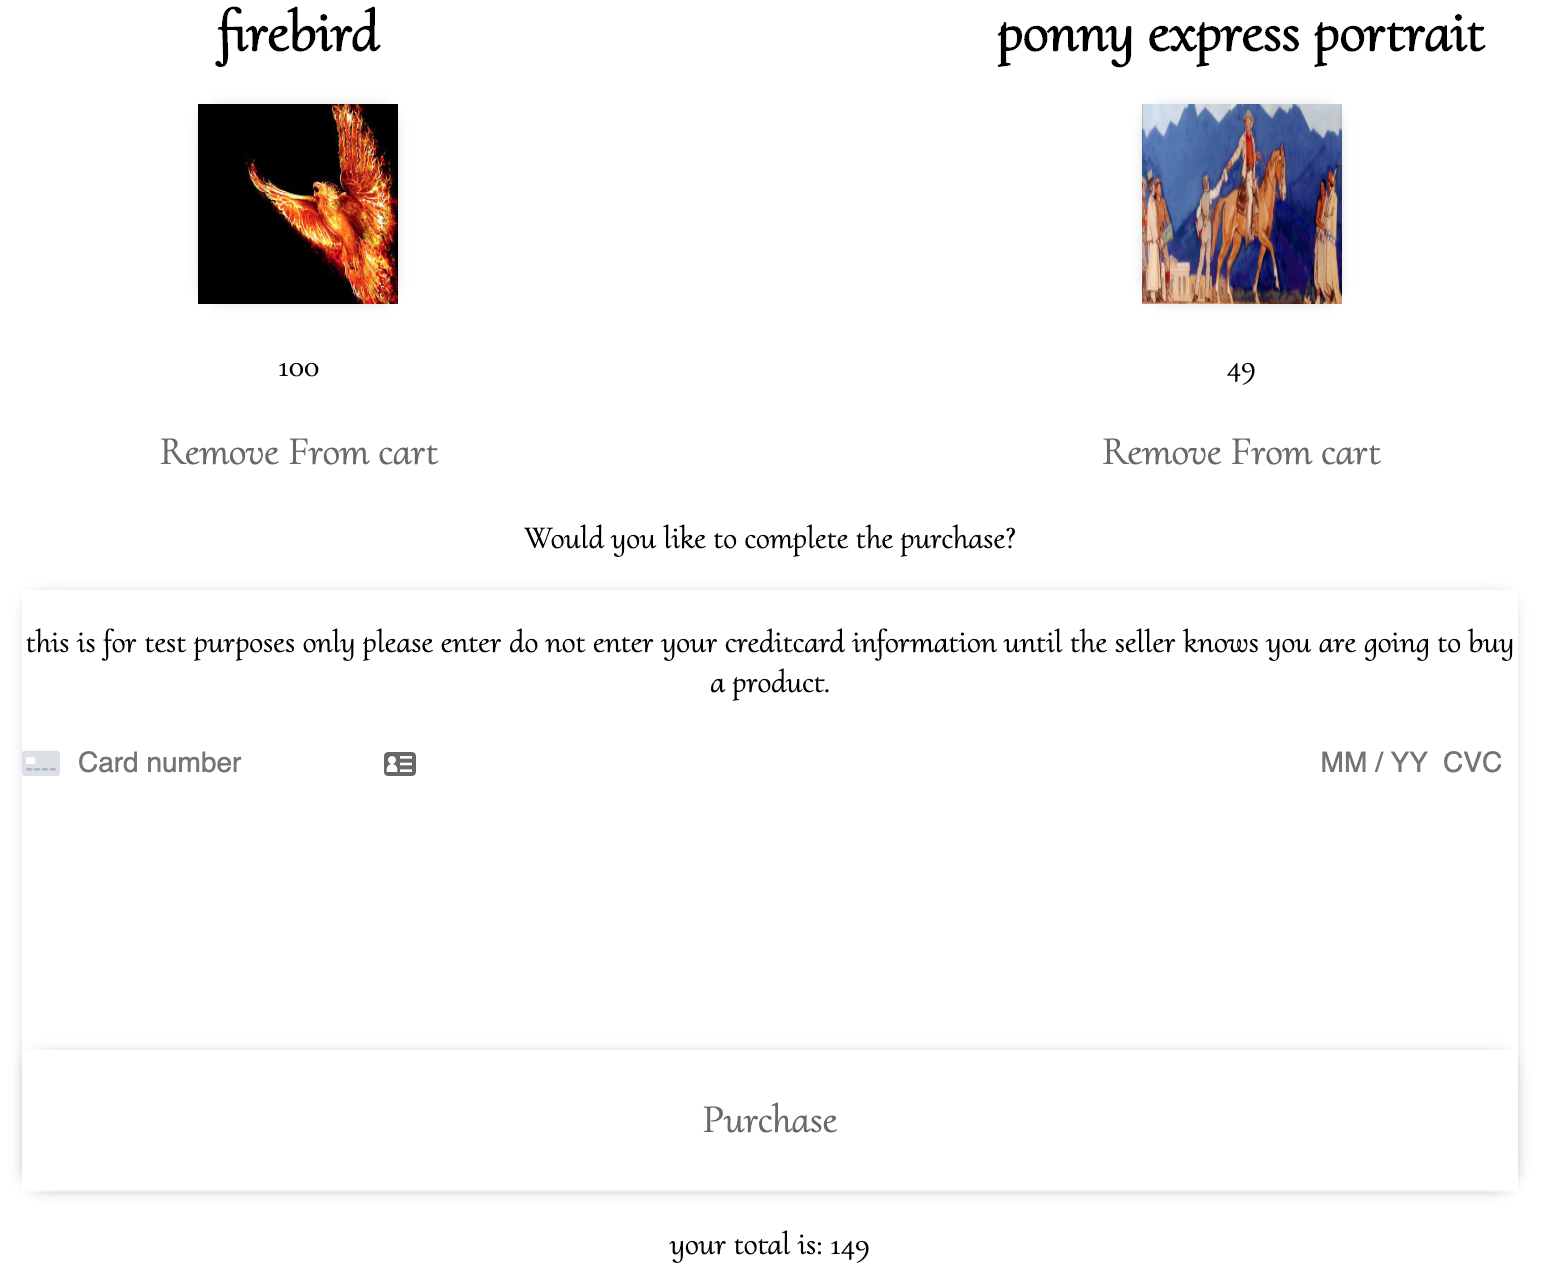 firebird
ponny express portrait
100
49
Remove From cart
Remove From cart
Would you like to complete the purchase?
this is for test purposes only please enter do not enter your creditcard information until the seller knows you are going to buy
a product.
Card number
MM / YY CVC
Purchase
your total is: 149